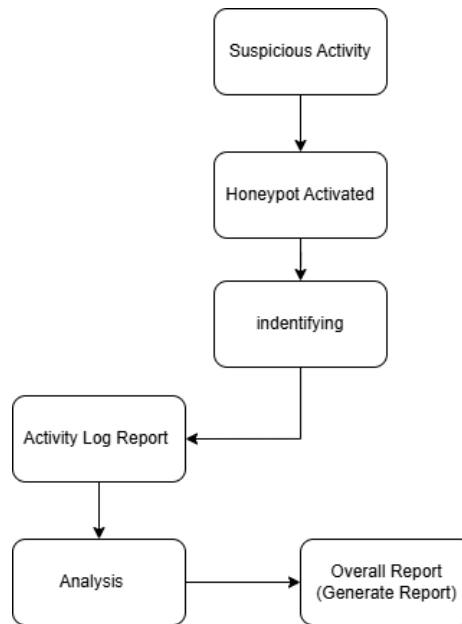 Suspicious Activity
Honeypot Activated
indentifying
Activity Log Report
Analysis
Overall Report
(Generate Report)